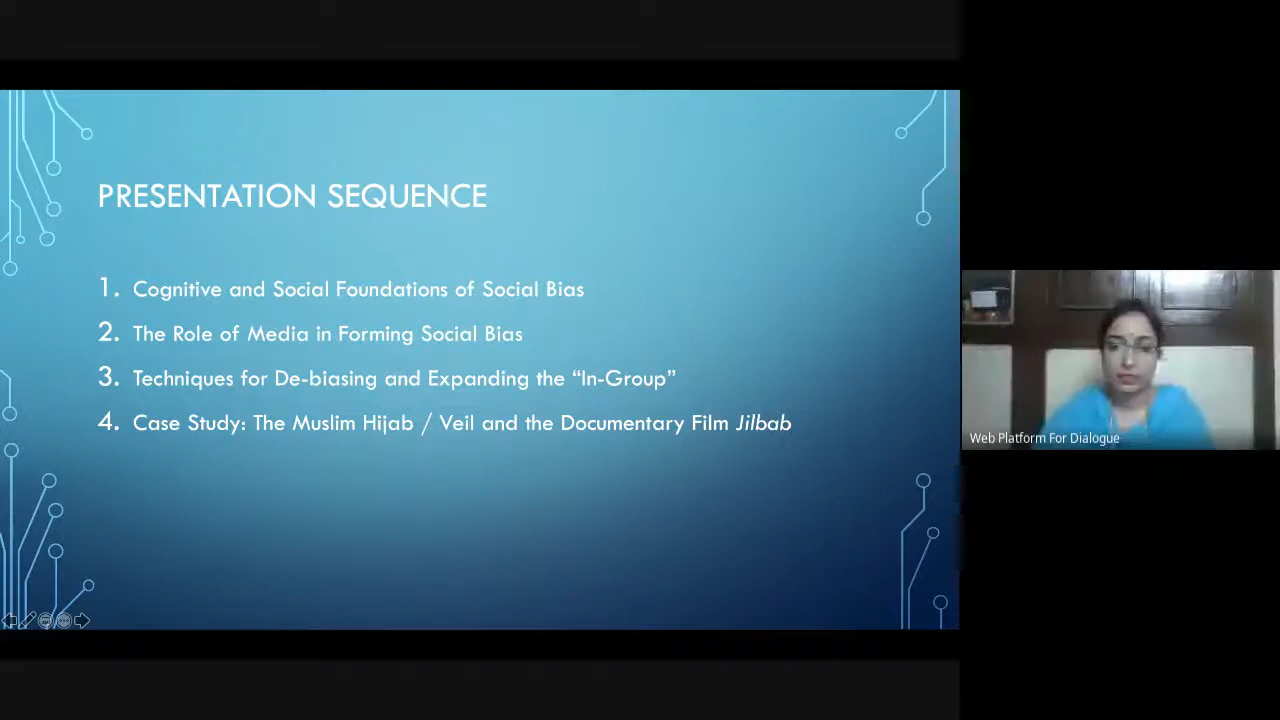 PRESENTATION SEQUENCE
1. Cognitive and Social Foundations of Social Bias
2. The Role of Media in Forming Social Bias
3. Techniques for De-biasing and Expanding the “In-Group”
4. Case Study: The Muslim Hijab / Veil and the Documentary Film Jilbab
Web Platform For Dialogue